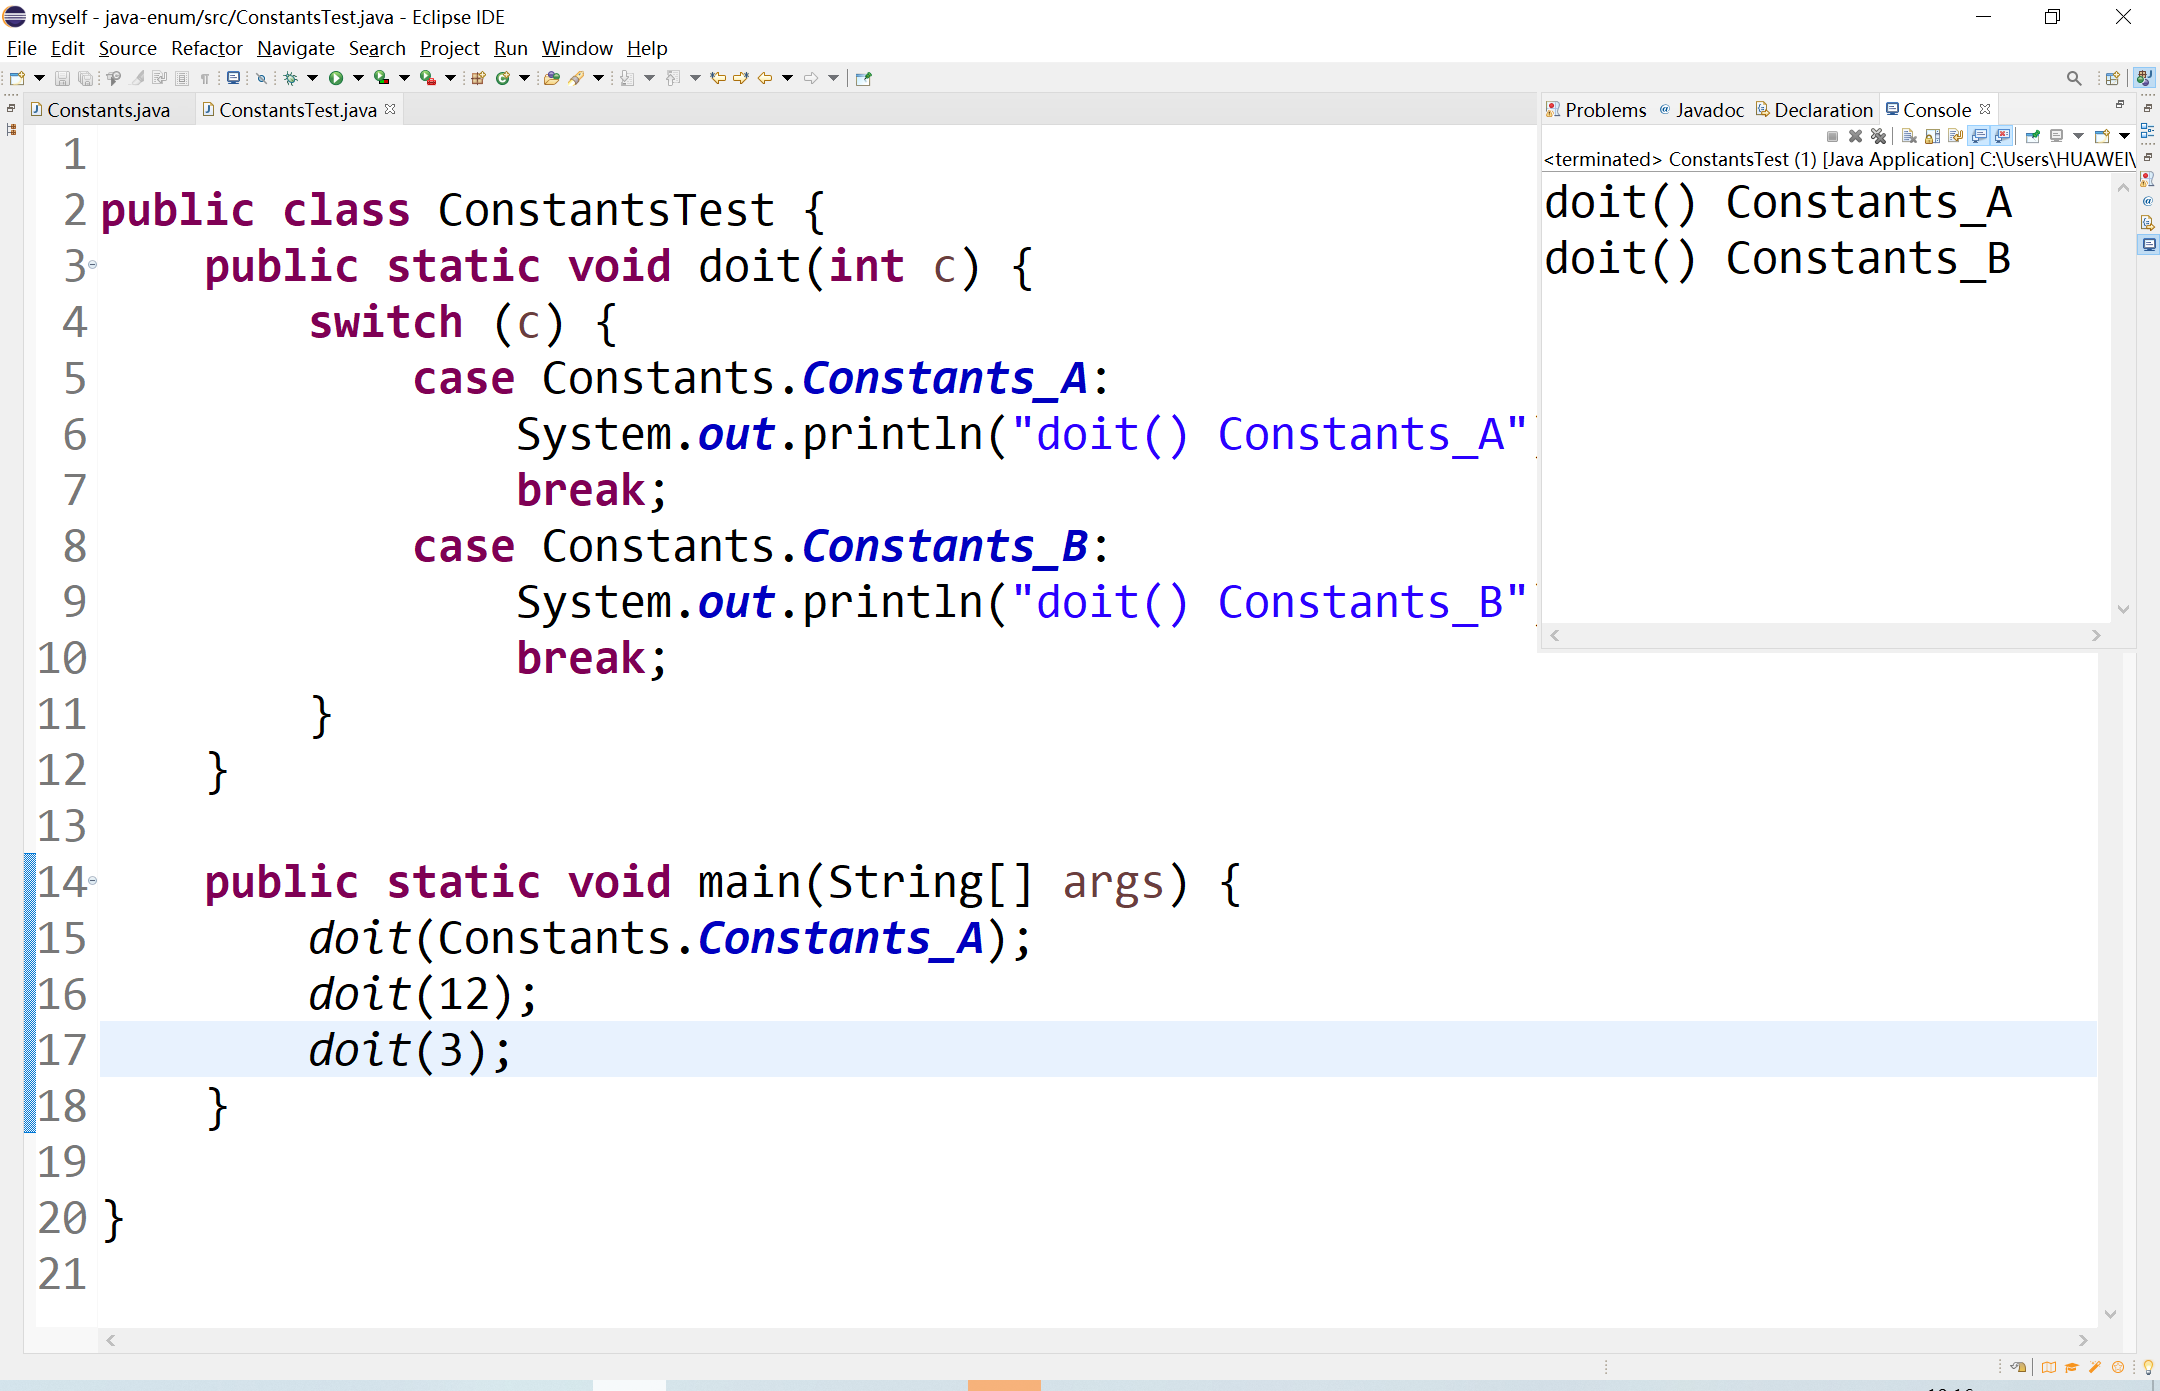 myself - java-enum/src/ConstantsTest.java - Eclipse IDE
File Edit Source Refactor Navigate Search Project Run Window Help
Constants.java ConstantsTest.java
1
2 public class ConstantsTest {
3 public static void doit(int c) {
4 switch (c) {
5 case Constants.Constants_A:
6 System.out.println("doit() Constants_A"
7 break;
8 case Constants.Constants_B:
9 System.out.println("doit() Constants_B"
10 break;
11 }
12 }
13
14 public static void main(String[] args) {
15 doit(Constants.Constants_A);
16 doit(12);
17 doit(3);
18 }
19
20 }
21
Problems Javadoc Declaration Console
<terminated> ConstantsTest (1) [Java Application] C:\Users\HUAWEI\
doit() Constants_A
doit() Constants_B